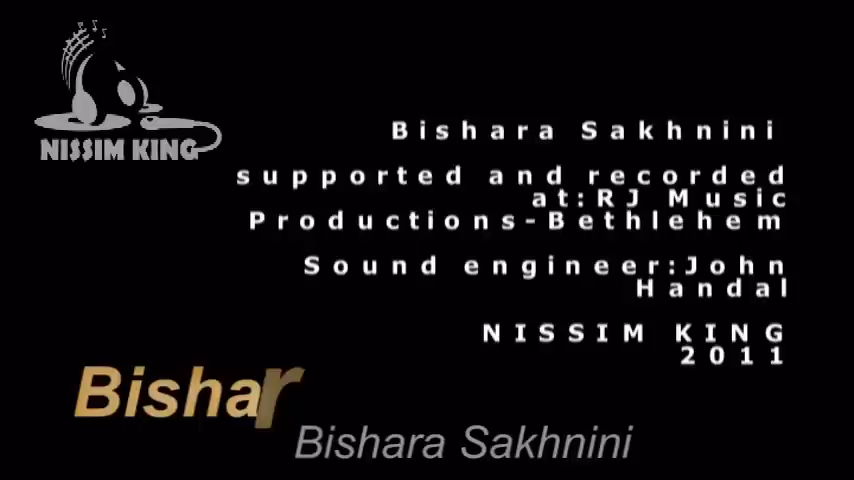 NISSIM KING
Bishara Sakhnini
supported and recorded
at:RJ Music
Productions-Bethlehem
Sound engineer:John
Handal
NISSIM KING
2011
Bishar
Bishara Sakhnini